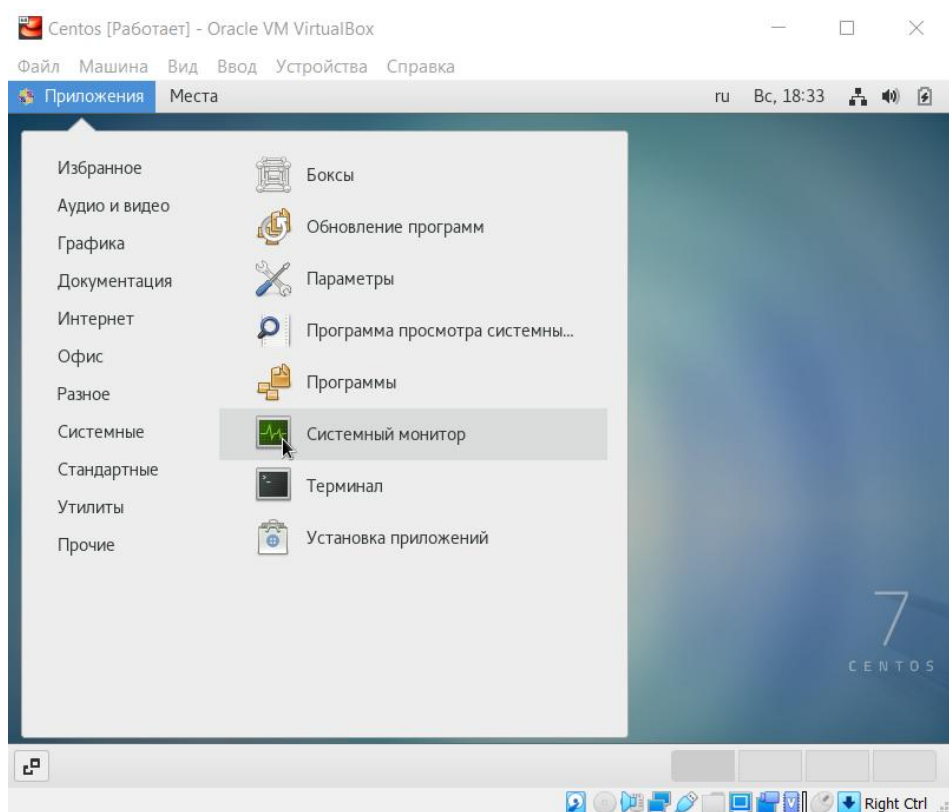 Centos [Работает] - Oracle VM VirtualBox
Файл Машина Вид Ввод Устройства Справка
Приложения Места ru Вс, 18:33
Избранное
Аудио и видео
Графика
Документация
Интернет
Офис
Разное
Системные
Стандартные
Утилиты
Прочие
Боксы
Обновление программ
Параметры
Программа просмотра системны...
Программы
Системный монитор
Терминал
Установка приложений
7
CENTOS
Right Ctrl